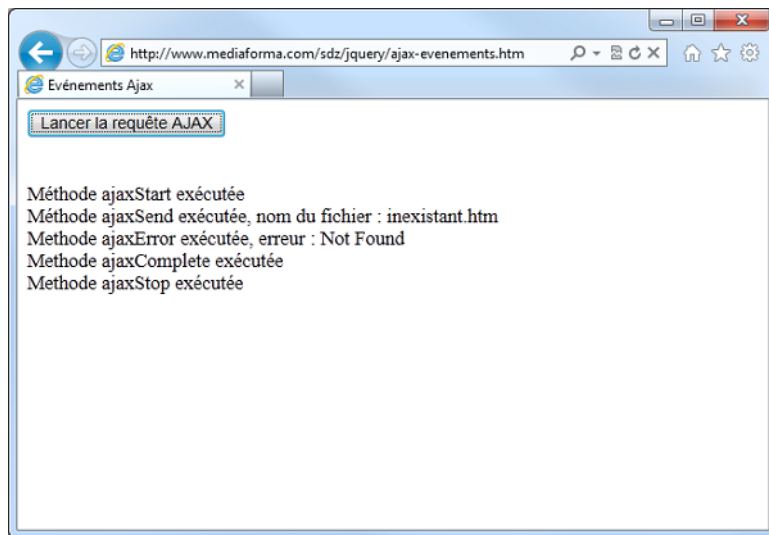 http://www.mediaforma.com/sdz/jquery/ajax-evenements.htm
Evénements Ajax
Lancer la requête AJAX
Méthode ajaxStart exécutée
Méthode ajaxSend exécutée, nom du fichier : inexistant.htm
Methode ajaxError exécutée, erreur : Not Found
Methode ajaxComplete exécutée
Methode ajaxStop exécutée